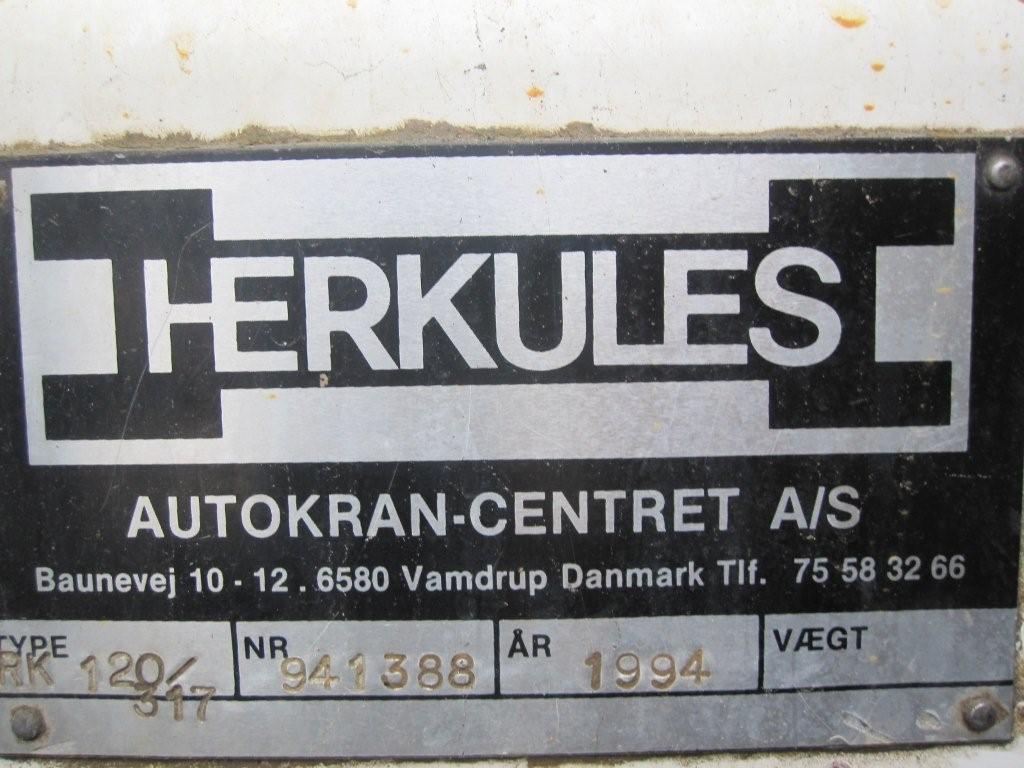 HERKULES
AUTOKRAN-CENTRET A/S
Baunevej 10 - 12 . 6580 Vamdrup Danmark Tlf. 75 58 32 66
TYPE NR ÅR VÆGT
RK 120/ 941388 1994
317